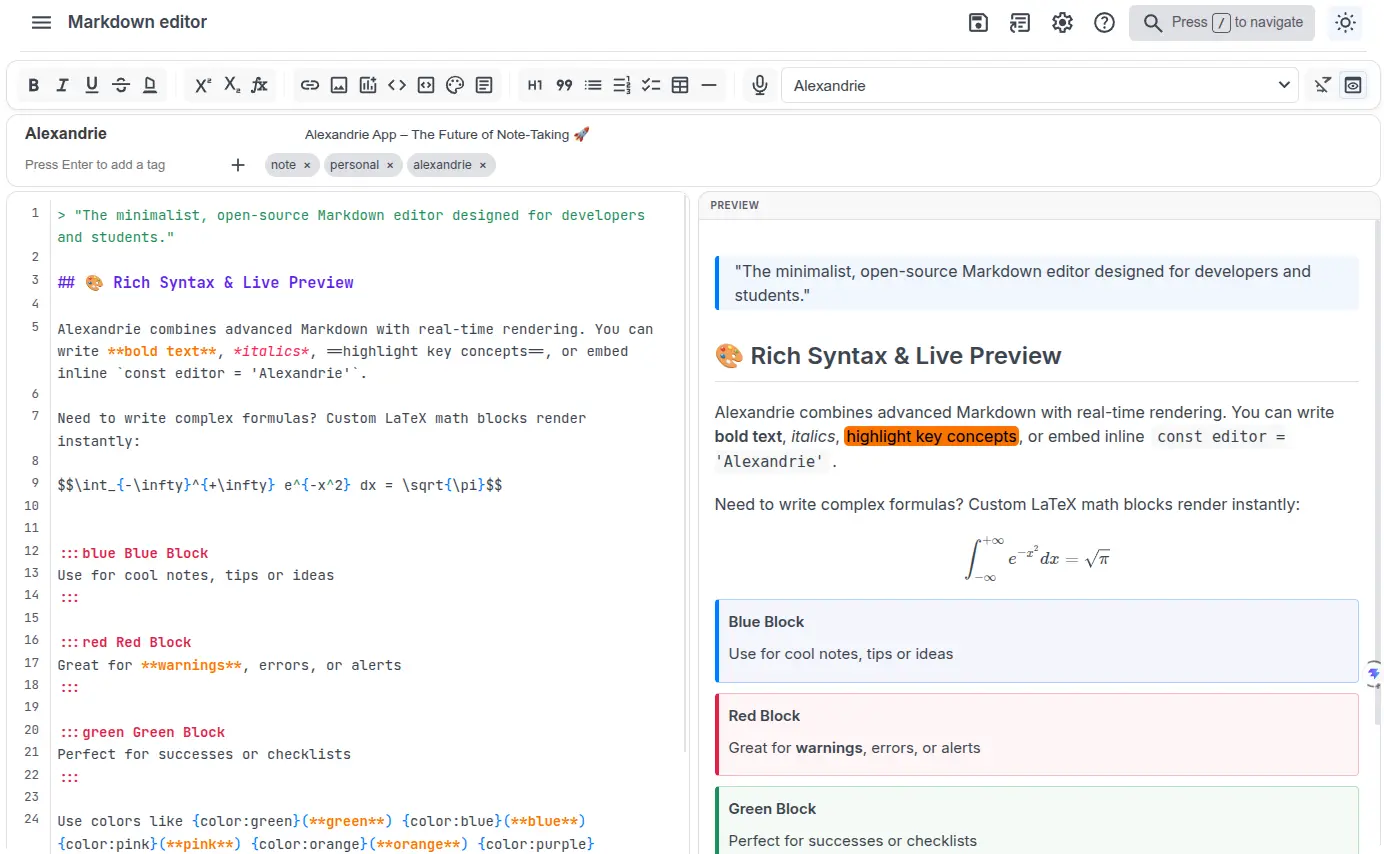 Markdown editor
Press / to navigate
B I U S X² X₂ fx H1 99
Alexandrie
Alexandrie
Alexandrie App – The Future of Note-Taking 🚀
Press Enter to add a tag
+
note × personal × alexandrie ×
1 > "The minimalist, open-source Markdown editor designed for developers
and students."
2
3 ## 🎨 Rich Syntax & Live Preview
4
5 Alexandrie combines advanced Markdown with real-time rendering. You can
write **bold text**, *italics*, ==highlight key concepts==, or embed
inline `const editor = 'Alexandrie'`.
6
7 Need to write complex formulas? Custom LaTeX math blocks render
instantly:
8
9 $$\int_{-\infty}^{+\infty} e^{-x^2} dx = \sqrt{\pi}$$
10
11
12 :::blue Blue Block
13 Use for cool notes, tips or ideas
14 :::
15
16 :::red Red Block
17 Great for **warnings**, errors, or alerts
18 :::
19
20 :::green Green Block
21 Perfect for successes or checklists
22 :::
23
24 Use colors like {color:green}(**green**) {color:blue}(**blue**)
{color:pink}(**pink**) {color:orange}(**orange**) {color:purple}
PREVIEW
"The minimalist, open-source Markdown editor designed for developers and
students."
🎨 Rich Syntax & Live Preview
Alexandrie combines advanced Markdown with real-time rendering. You can write
bold text, italics, highlight key concepts, or embed inline const editor =
'Alexandrie' .
Need to write complex formulas? Custom LaTeX math blocks render instantly:
∫_{−∞}^{+∞} e^{−x²} dx = √π
Blue Block
Use for cool notes, tips or ideas
Red Block
Great for warnings, errors, or alerts
Green Block
Perfect for successes or checklists